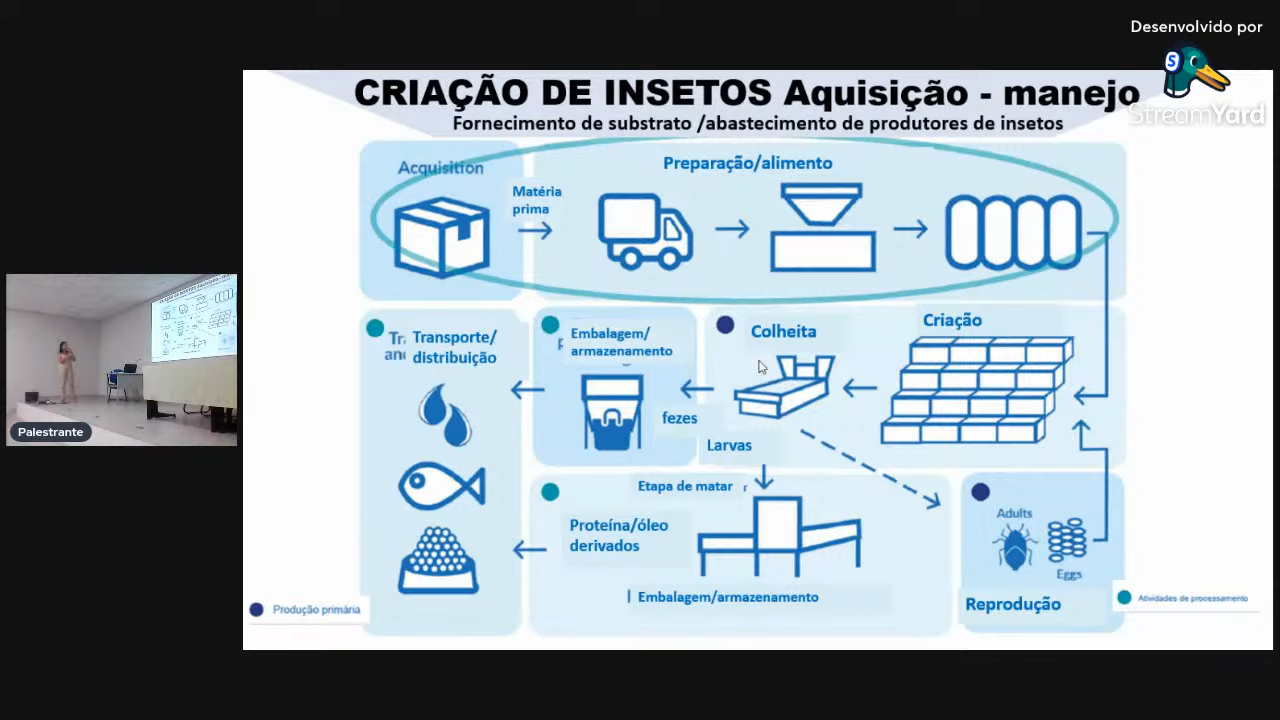 Desenvolvido por
StreamYard
CRIAÇÃO DE INSETOS Aquisição - manejo
Fornecimento de substrato /abastecimento de produtores de insetos
Acquisition
Matéria
prima
Preparação/alimento
Transporte/
distribuição
Embalagem/
armazenamento
Colheita
Criação
fezes
Larvas
Etapa de matar
Proteína/óleo
derivados
Embalagem/armazenamento
Adults
Eggs
Reprodução
Produção primária
Atividades de processamento
Palestrante